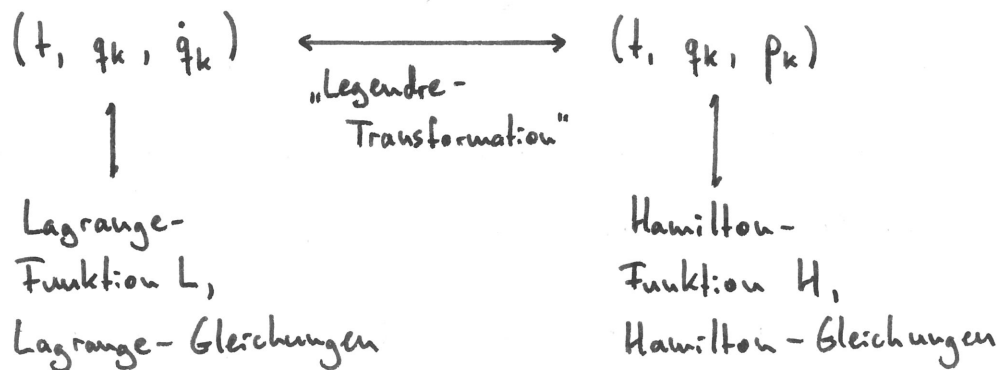 (t, qₖ, q̇ₖ) ⟷ (t, qₖ, pₖ)
„Legendre-
Transformation“
Lagrange-
Funktion L,
Lagrange-Gleichungen
Hamilton-
Funktion H,
Hamilton-Gleichungen